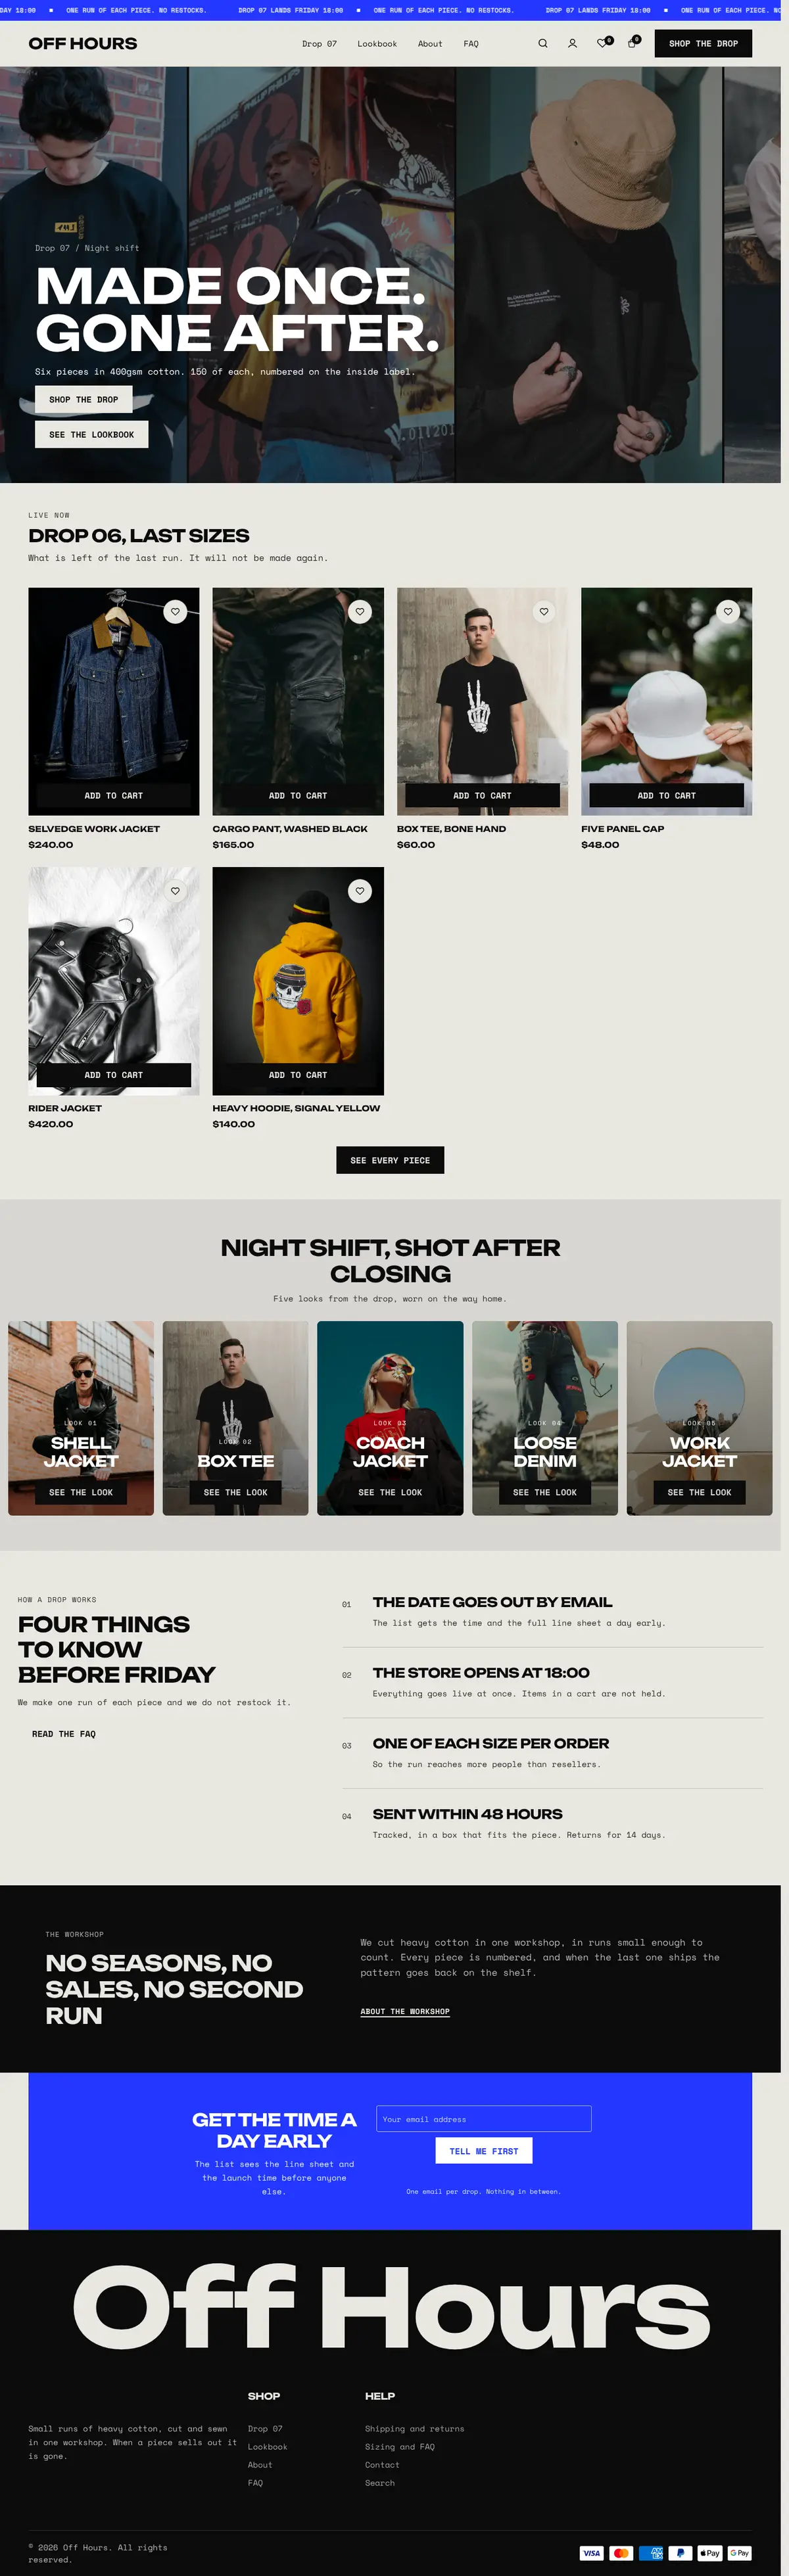 DAY 18:00 ■ ONE RUN OF EACH PIECE. NO RESTOCKS. DROP 07 LANDS FRIDAY 18:00 ■ ONE RUN OF EACH PIECE. NO RESTOCKS. DROP 07 LANDS FRIDAY 18:00 ■ ONE RUN OF EACH PIECE. NO
OFF HOURS Drop 07 Lookbook About FAQ 0 0 SHOP THE DROP
Drop 07 / Night shift
MADE ONCE.
GONE AFTER.
Six pieces in 400gsm cotton. 150 of each, numbered on the inside label.
SHOP THE DROP
SEE THE LOOKBOOK
LIVE NOW
DROP 06, LAST SIZES
What is left of the last run. It will not be made again.
ADD TO CART ADD TO CART ADD TO CART ADD TO CART
SELVEDGE WORK JACKET CARGO PANT, WASHED BLACK BOX TEE, BONE HAND FIVE PANEL CAP
$240.00 $165.00 $60.00 $48.00
ADD TO CART ADD TO CART
RIDER JACKET HEAVY HOODIE, SIGNAL YELLOW
$420.00 $140.00
SEE EVERY PIECE
NIGHT SHIFT, SHOT AFTER
CLOSING
Five looks from the drop, worn on the way home.
LOOK 01
SHELL
JACKET
SEE THE LOOK
LOOK 02
BOX TEE
SEE THE LOOK
LOOK 03
COACH
JACKET
SEE THE LOOK
LOOK 04
LOOSE
DENIM
SEE THE LOOK
LOOK 05
WORK
JACKET
SEE THE LOOK
HOW A DROP WORKS
FOUR THINGS
TO KNOW
BEFORE FRIDAY
We make one run of each piece and we do not restock it.
READ THE FAQ
01 THE DATE GOES OUT BY EMAIL
The list gets the time and the full line sheet a day early.
02 THE STORE OPENS AT 18:00
Everything goes live at once. Items in a cart are not held.
03 ONE OF EACH SIZE PER ORDER
So the run reaches more people than resellers.
04 SENT WITHIN 48 HOURS
Tracked, in a box that fits the piece. Returns for 14 days.
THE WORKSHOP
NO SEASONS, NO
SALES, NO SECOND
RUN
We cut heavy cotton in one workshop, in runs small enough to
count. Every piece is numbered, and when the last one ships the
pattern goes back on the shelf.
ABOUT THE WORKSHOP
GET THE TIME A
DAY EARLY
The list sees the line sheet and
the launch time before anyone
else.
Your email address
TELL ME FIRST
One email per drop. Nothing in between.
Off Hours
Small runs of heavy cotton, cut and sewn
in one workshop. When a piece sells out it
is gone.
SHOP
Drop 07
Lookbook
About
FAQ
HELP
Shipping and returns
Sizing and FAQ
Contact
Search
© 2026 Off Hours. All rights
reserved.
VISA AMEX PayPal Pay G Pay